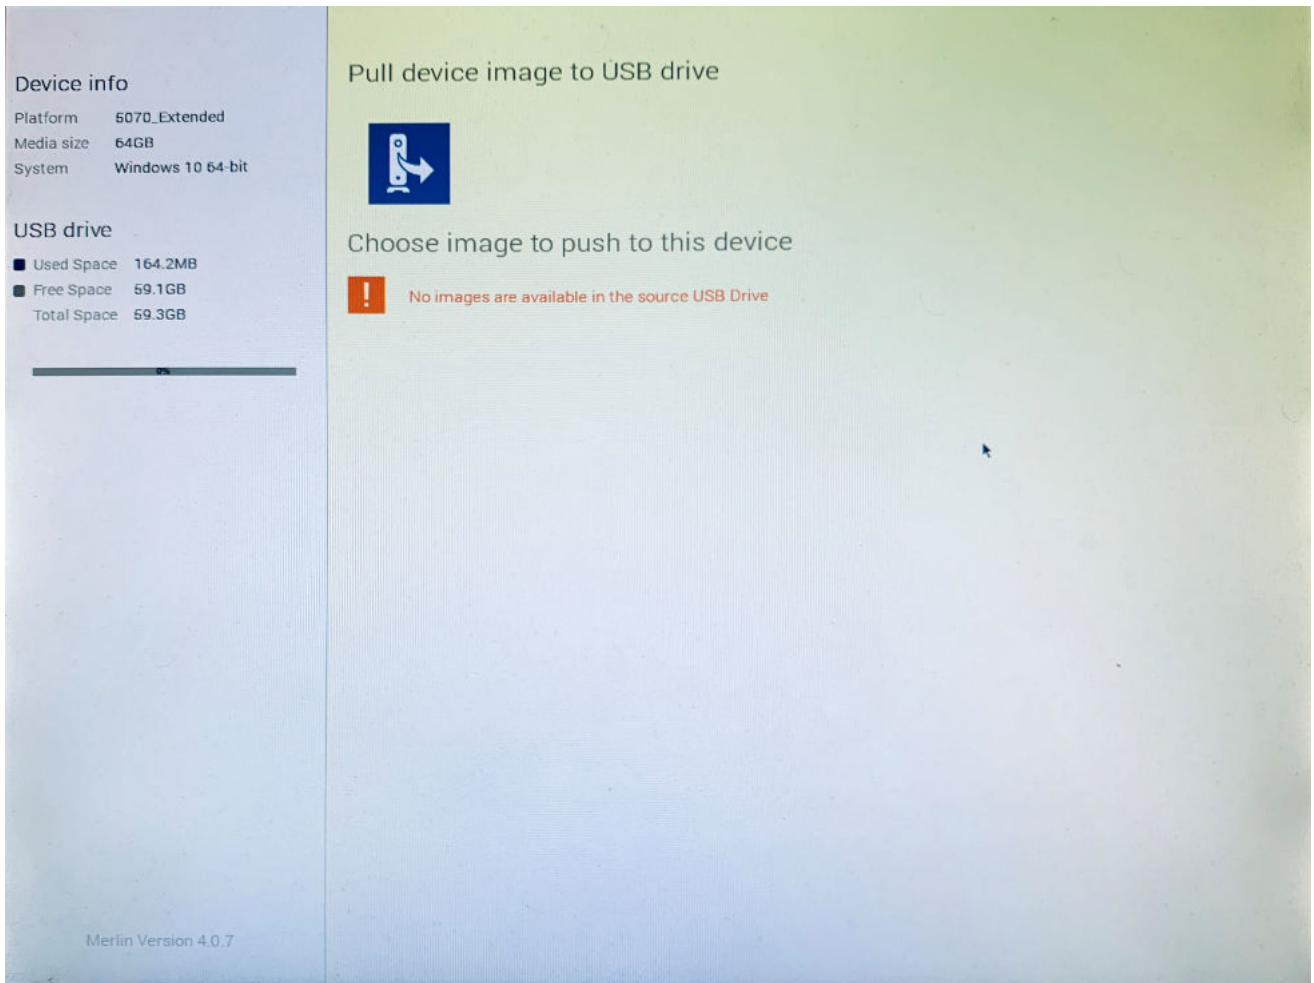 Device info
Platform 5070_Extended
Media size 64GB
System Windows 10 64-bit
USB drive
Used Space 164.2MB
Free Space 59.1GB
Total Space 59.3GB
0%
Pull device image to USB drive
Choose image to push to this device
! No images are available in the source USB Drive
Merlin Version 4.0.7